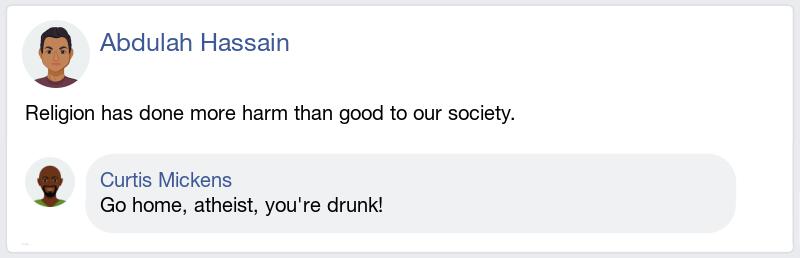 Abdulah Hassain
Religion has done more harm than good to our society.
Curtis Mickens
Go home, atheist, you're drunk!